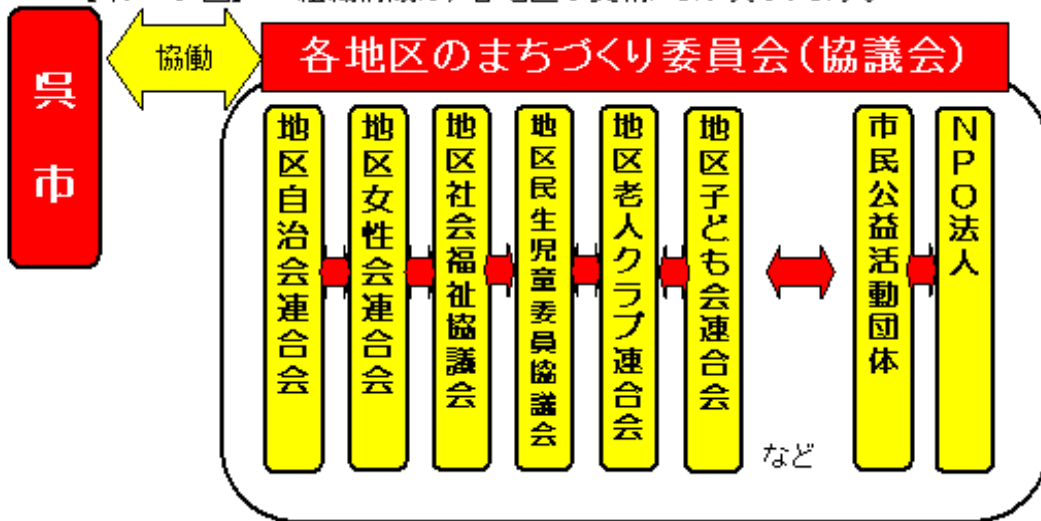 呉市
協働
各地区のまちづくり委員会(協議会)
地区自治会連合会
地区女性会連合会
地区社会福祉協議会
地区民生児童委員協議会
地区老人クラブ連合会
地区子ども会連合会
など
市民公益活動団体
NPO法人